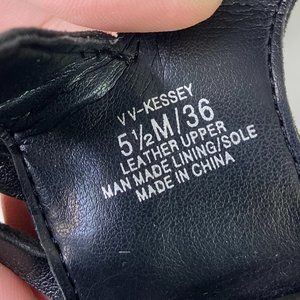 VV-KESSEY
5½M/36
LEATHER UPPER
MAN MADE LINING/SOLE
MADE IN CHINA